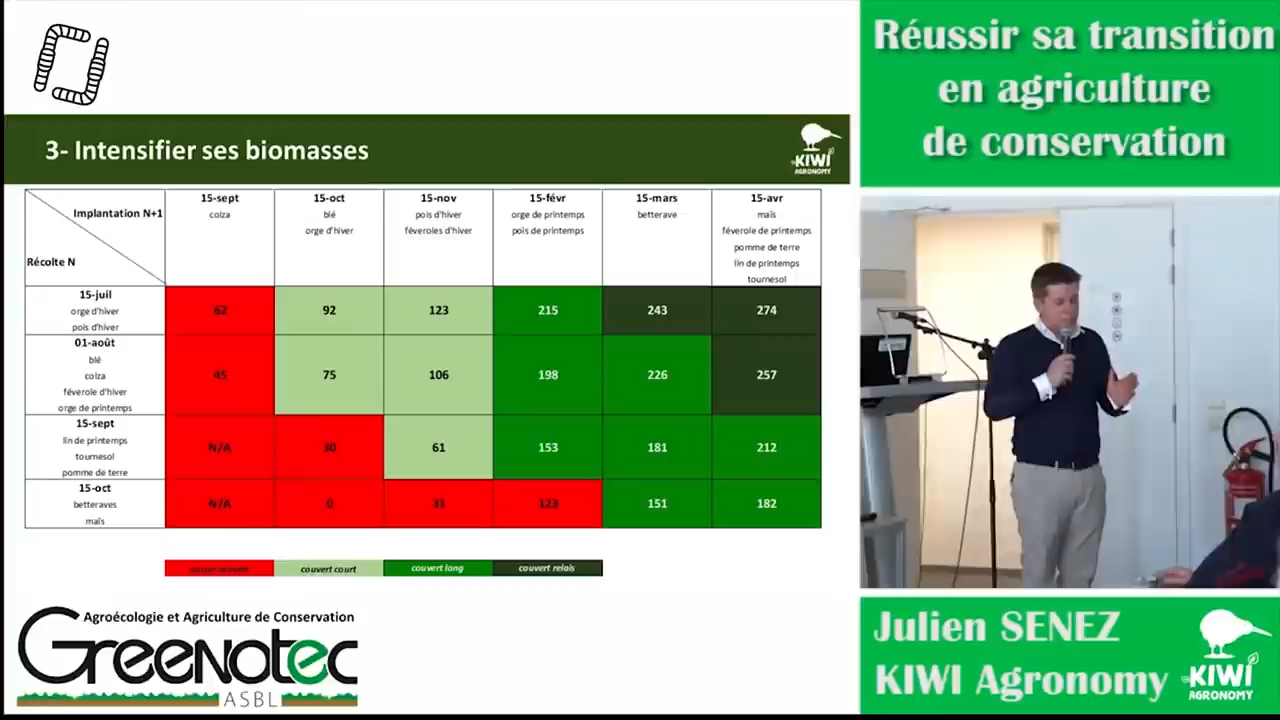 3- Intensifier ses biomasses
KIWI
AGRONOMY
Implantation N+1
Récolte N
15-sept
colza
15-oct
blé
orge d'hiver
15-nov
pois d'hiver
féveroles d'hiver
15-févr
orge de printemps
pois de printemps
15-mars
betterave
15-avr
maïs
féverole de printemps
pomme de terre
lin de printemps
tournesol
15-juil
orge d'hiver
pois d'hiver
62 92 123 215 243 274
01-août
blé
colza
féverole d'hiver
orge de printemps
45 75 106 198 226 257
15-sept
lin de printemps
tournesol
pomme de terre
N/A 30 61 153 181 212
15-oct
betteraves
maïs
N/A 0 31 123 151 182
couvert court couvert long couvert relais
Agroécologie et Agriculture de Conservation
Greenotec
ASBL
Réussir sa transition
en agriculture
de conservation
Julien SENEZ
KIWI Agronomy
KIWI
AGRONOMY